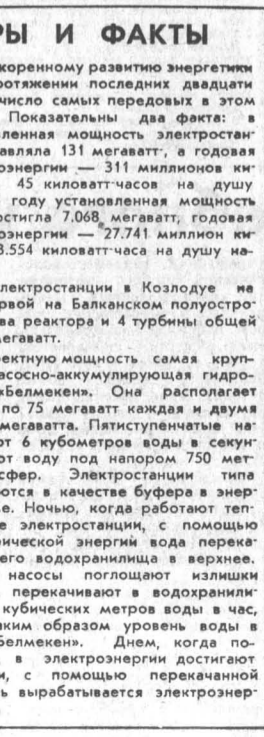 РЫ И ФАКТЫ
коренному развитию энергетики
ротяжении последних двадцати
число самых передовых в этом
Показательны два факта: в
ленная мощность электростан-
авляла 131 мегаватт, а годовая
оэнергии — 311 миллионов ки-
45 киловатт-часов на душу
году установленная мощность
остигла 7.068 мегаватт, годовая
оэнергии — 27.741 миллион ки-
3.554 киловатт-часа на душу на-
электростанции в Козлодуе на
рвой на Балканском полуостро-
ва реактора и 4 турбины общей
мегаватт.
ектную мощность самая круп-
асосно-аккумулирующая гидро-
«Белмекен». Она располагает
по 75 мегаватт каждая и двумя
мегаватта. Пятиступенчатые на-
от 6 кубометров воды в секун-
от воду под напором 750 мет-
сфер. Электростанции типа
ются в качестве буфера в энер-
е. Ночью, когда работают теп-
е электростанции, с помощью
рической энергий вода перека-
его водохранилища в верхнее.
насосы поглощают излишки
перекачивают в водохранили-
кубических метров воды в час,
ким образом уровень воды в
Белмекен». Днем, когда по-
в электроэнергии достигают
и, с помощью перекачанной
ь вырабатывается электроэнер-